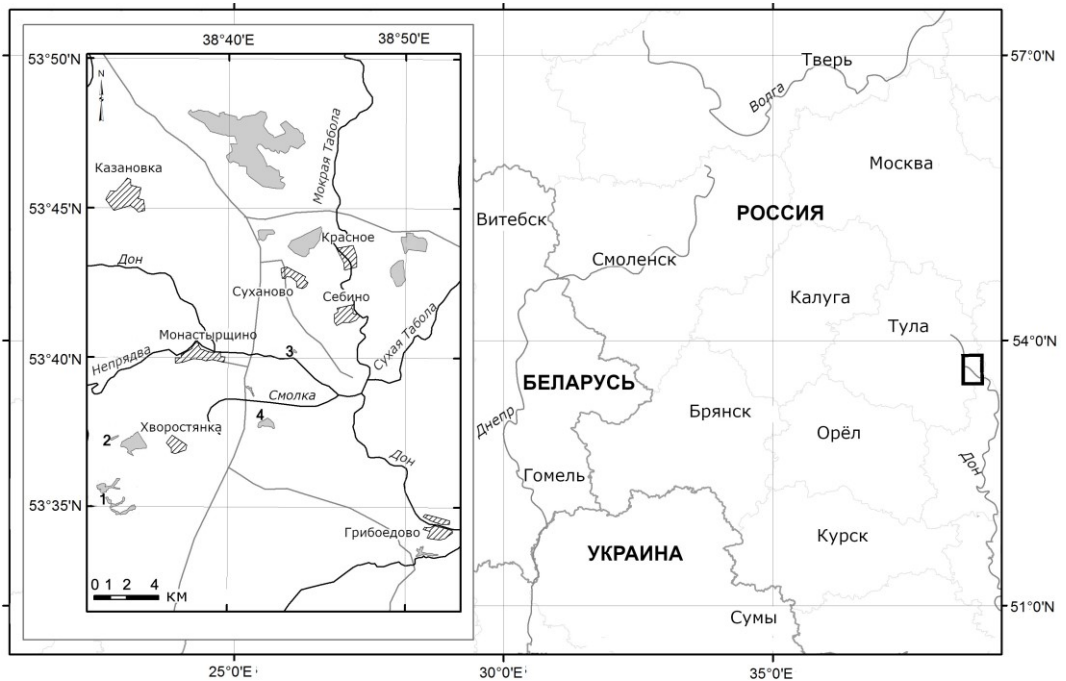 38°40'E
38°50'E
53°50'N
N
Казановка
Мокрая Табола
53°45'N
Красное
Дон
Суханово
Себино
Сухая Табола
Монастырщино
Непрядва
3
53°40'N
Смолка
4
Хворостянка
2
Дон
1
53°35'N
Грибоедово
0 1 2 4
КМ
57°0'N
Тверь
Волга
Москва
Витебск
РОССИЯ
Смоленск
Калуга
Тула
54°0'N
БЕЛАРУСЬ
Брянск
Днепр
Орёл
Дон
Гомель
Курск
УКРАИНА
51°0'N
Сумы
25°0'E
30°0'E
35°0'E